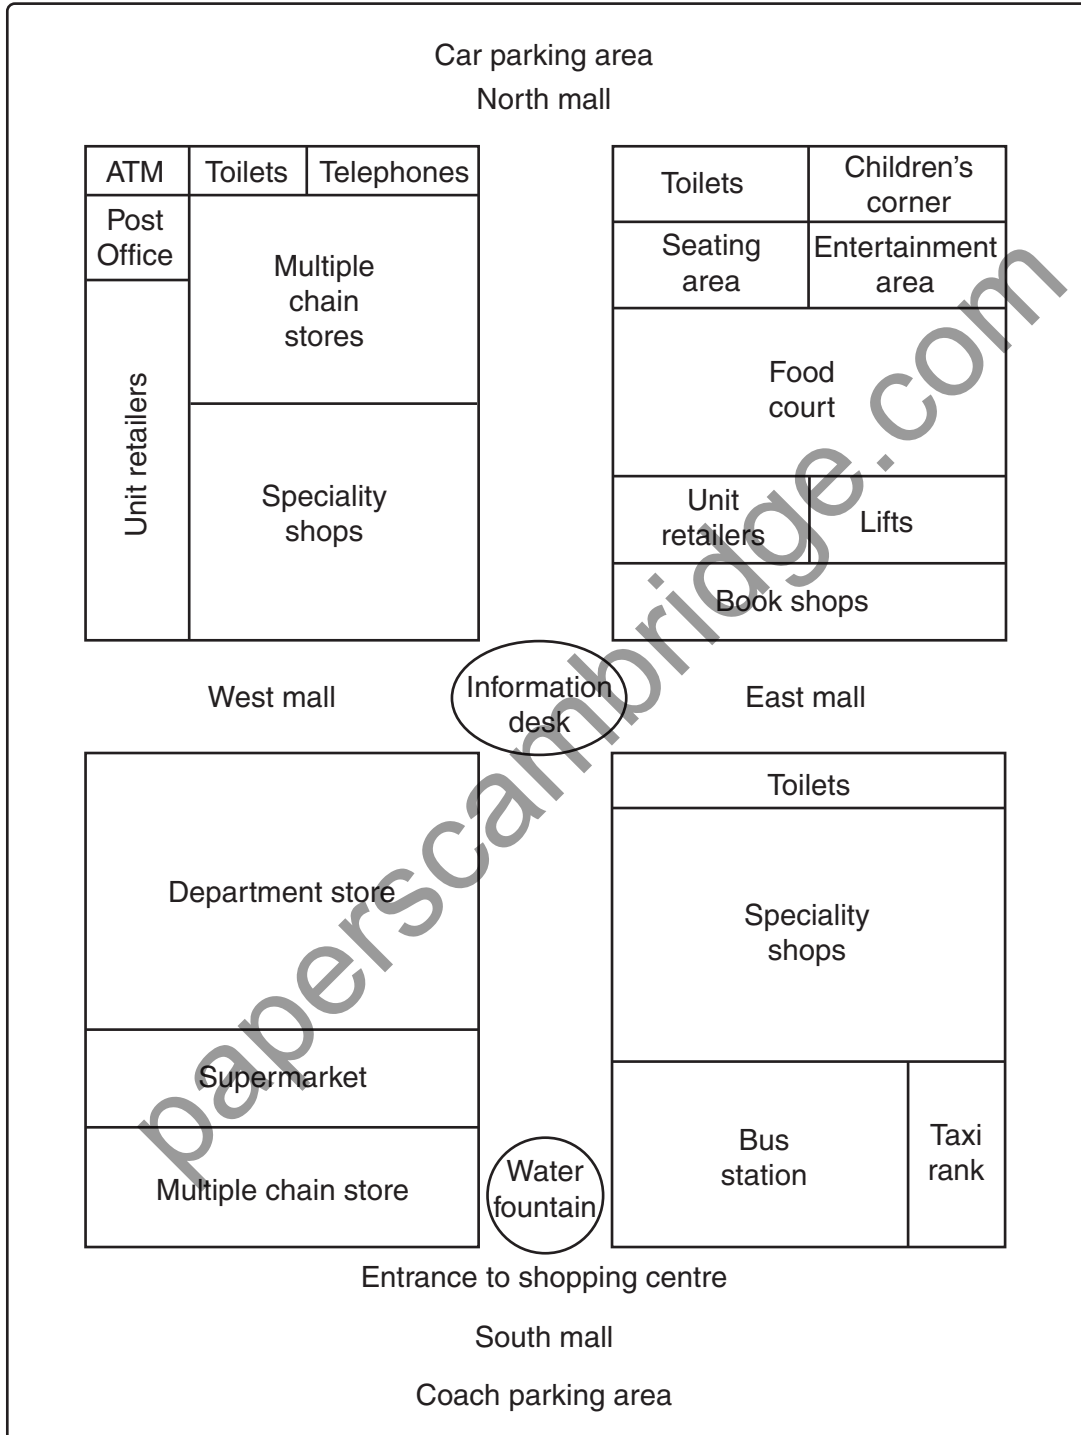 Car parking area
North mall
ATM
Toilets
Telephones
Post
Office
Multiple
chain
stores
Unit retailers
Speciality
shops
Toilets
Children's
corner
Seating
area
Entertainment
area
Food
court
Unit
retailers
Lifts
Book shops
West mall
Information
desk
East mall
Department store
Supermarket
Multiple chain store
Water
fountain
Toilets
Speciality
shops
Bus
station
Taxi
rank
Entrance to shopping centre
South mall
Coach parking area
paperscambridge.com